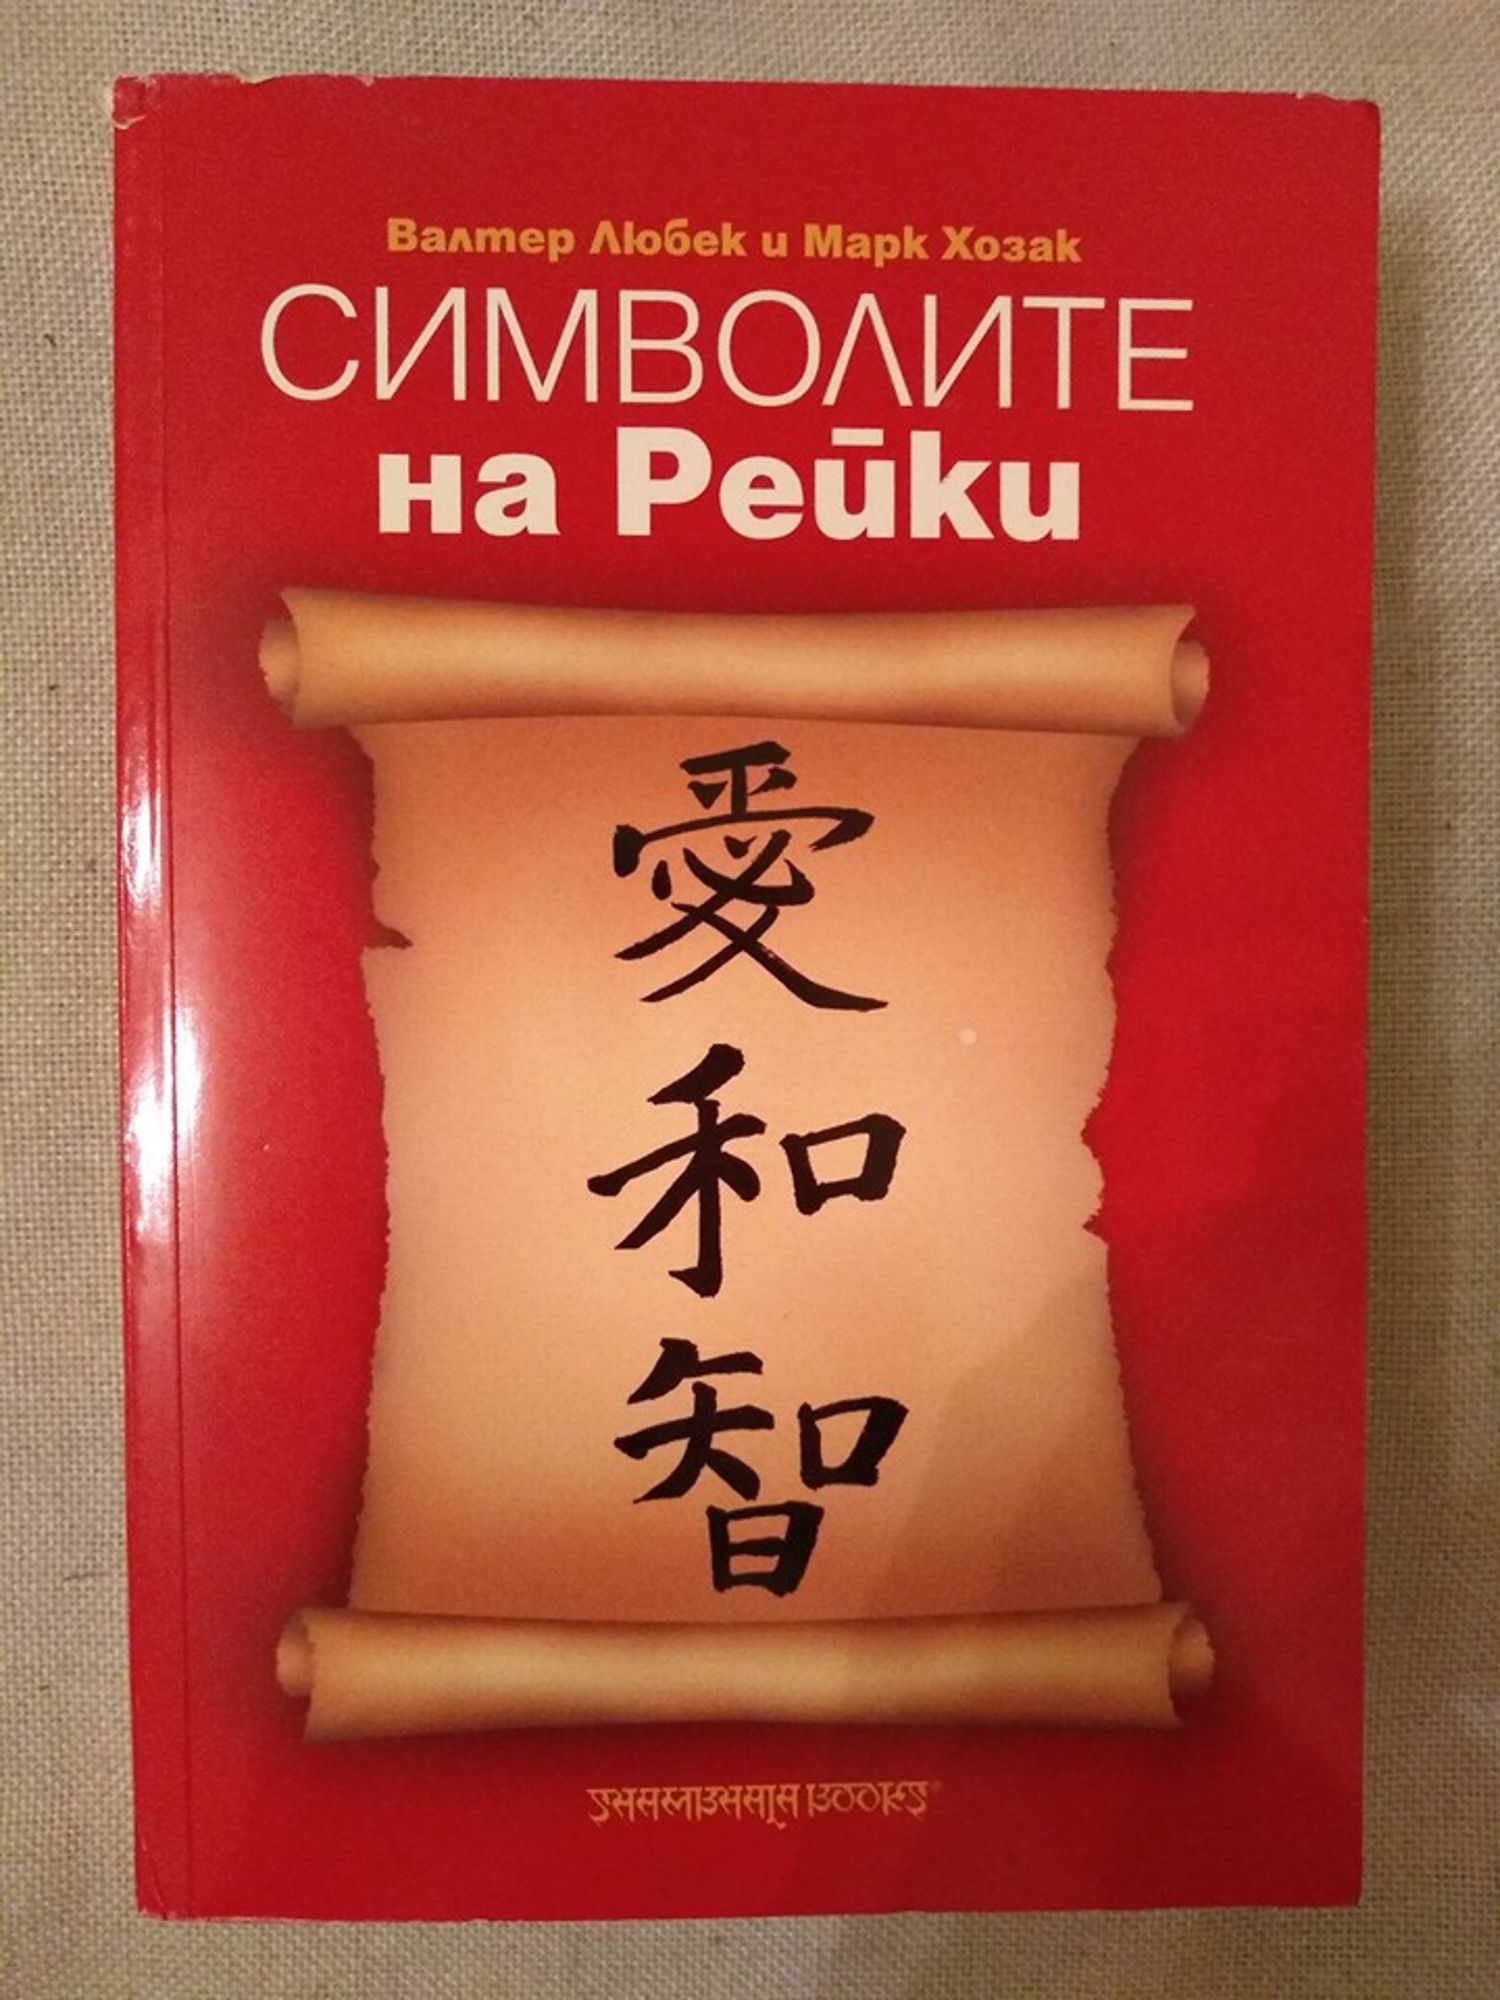 Валтер Любек и Марк Хозак
СИМВОЛИТЕ
на Рейки
愛
和
智